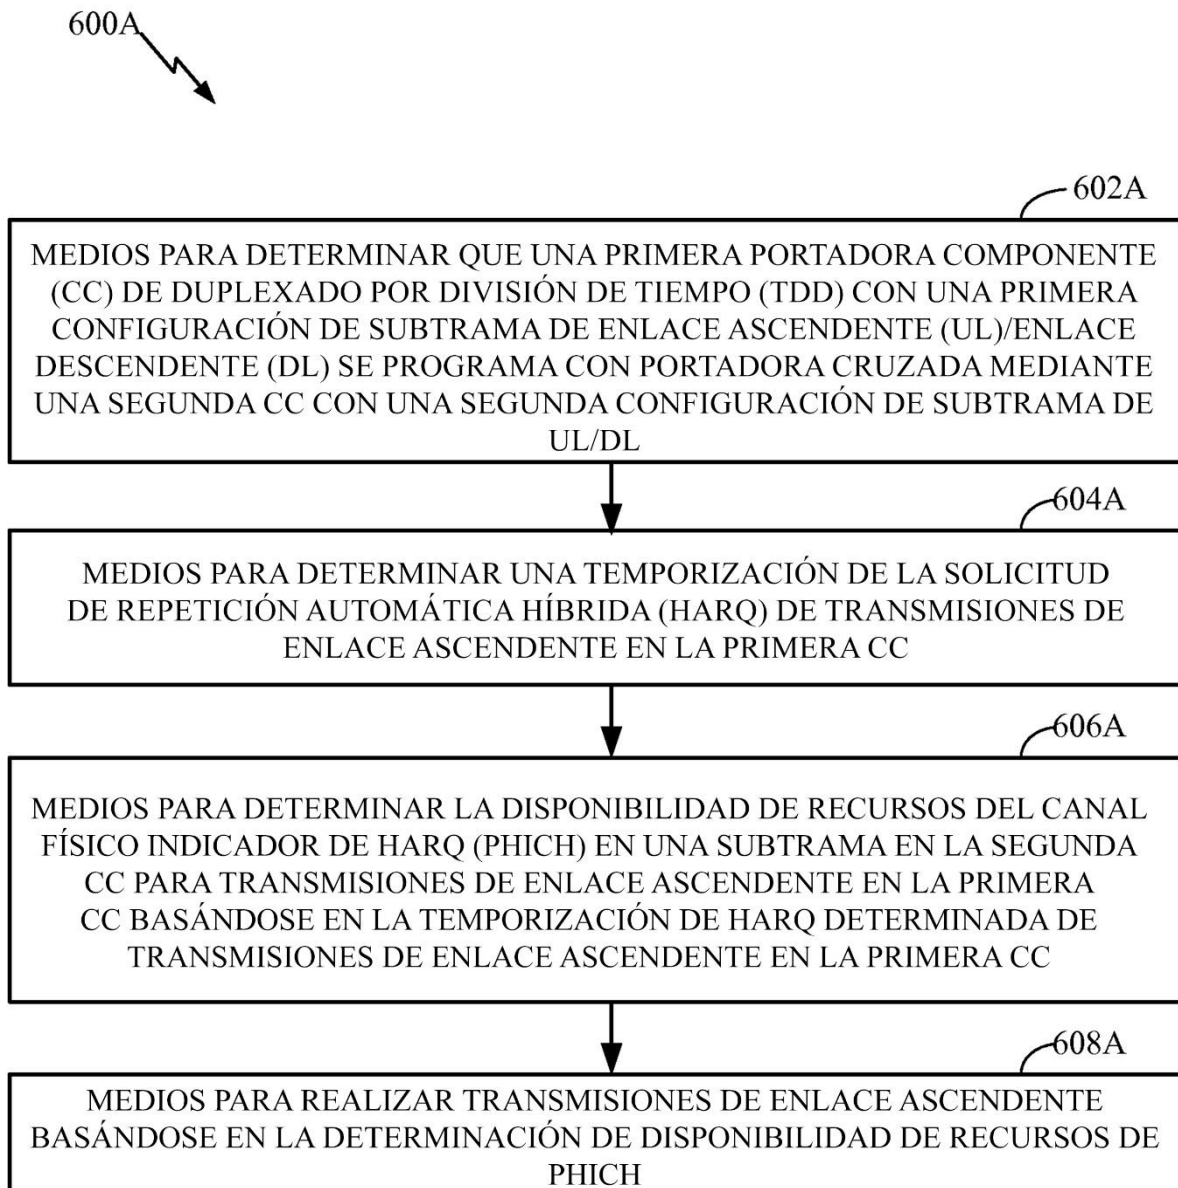 600A
602A
MEDIOS PARA DETERMINAR QUE UNA PRIMERA PORTADORA COMPONENTE
(CC) DE DUPLEXADO POR DIVISIÓN DE TIEMPO (TDD) CON UNA PRIMERA
CONFIGURACIÓN DE SUBTRAMA DE ENLACE ASCENDENTE (UL)/ENLACE
DESCENDENTE (DL) SE PROGRAMA CON PORTADORA CRUZADA MEDIANTE
UNA SEGUNDA CC CON UNA SEGUNDA CONFIGURACIÓN DE SUBTRAMA DE
UL/DL
604A
MEDIOS PARA DETERMINAR UNA TEMPORIZACIÓN DE LA SOLICITUD
DE REPETICIÓN AUTOMÁTICA HÍBRIDA (HARQ) DE TRANSMISIONES DE
ENLACE ASCENDENTE EN LA PRIMERA CC
606A
MEDIOS PARA DETERMINAR LA DISPONIBILIDAD DE RECURSOS DEL CANAL
FÍSICO INDICADOR DE HARQ (PHICH) EN UNA SUBTRAMA EN LA SEGUNDA
CC PARA TRANSMISIONES DE ENLACE ASCENDENTE EN LA PRIMERA
CC BASÁNDOSE EN LA TEMPORIZACIÓN DE HARQ DETERMINADA DE
TRANSMISIONES DE ENLACE ASCENDENTE EN LA PRIMERA CC
608A
MEDIOS PARA REALIZAR TRANSMISIONES DE ENLACE ASCENDENTE
BASÁNDOSE EN LA DETERMINACIÓN DE DISPONIBILIDAD DE RECURSOS DE
PHICH